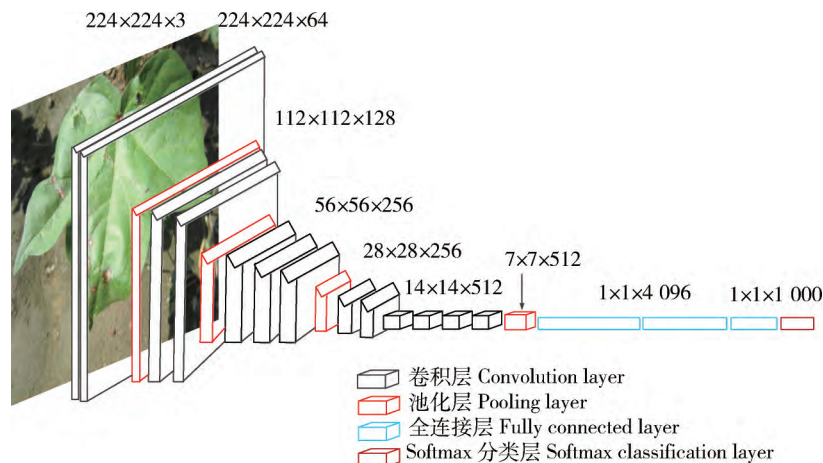 224×224×3 224×224×64
112×112×128
56×56×256
28×28×256
14×14×512
7×7×512
1×1×4 096
1×1×1 000
卷积层 Convolution layer
池化层 Pooling layer
全连接层 Fully connected layer
Softmax 分类层 Softmax classification layer